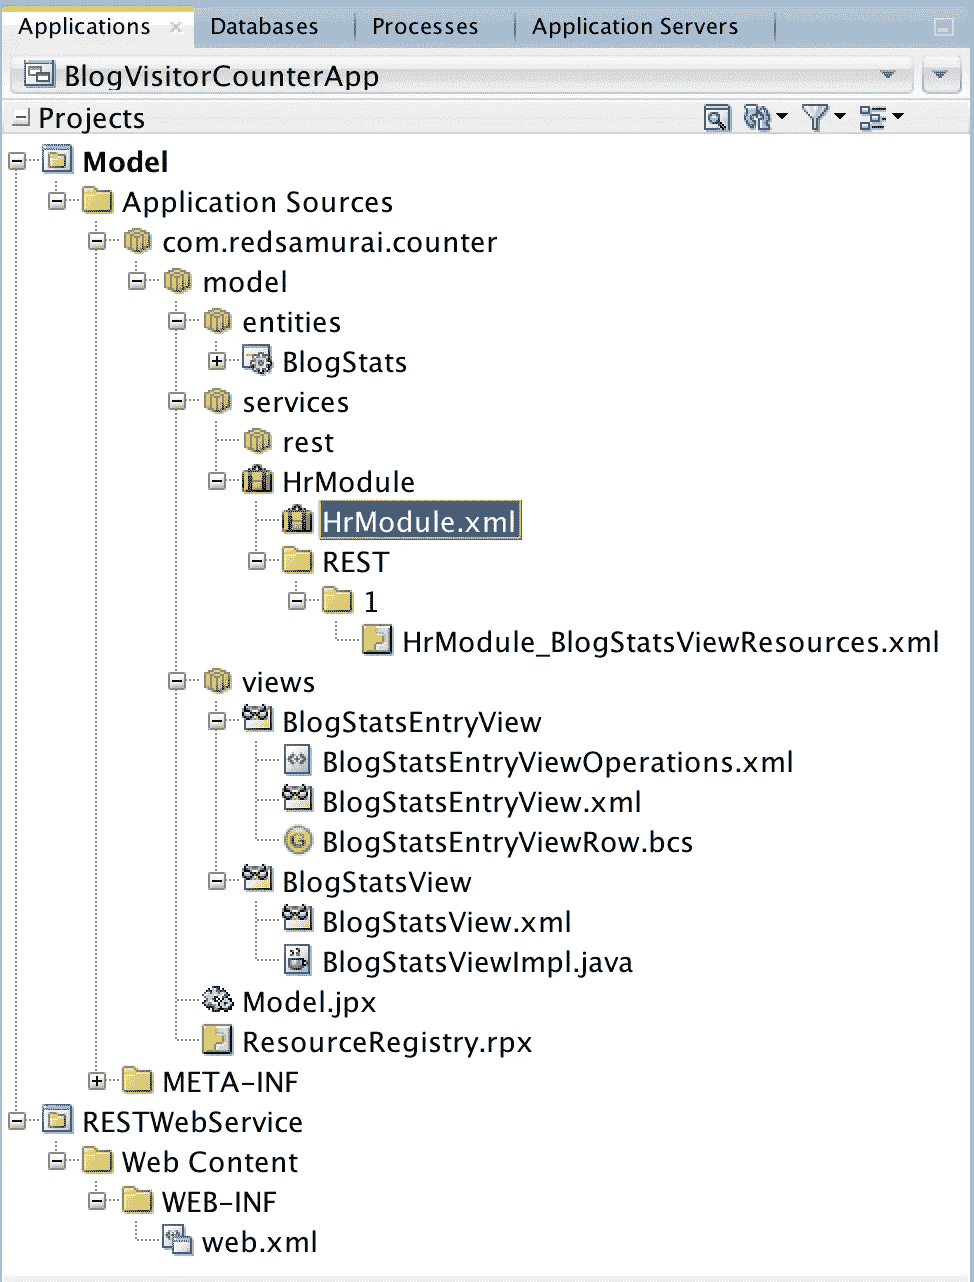 Applications Databases Processes Application Servers
BlogVisitorCounterApp
Projects
Model
Application Sources
com.redsamurai.counter
model
entities
BlogStats
services
rest
HrModule
HrModule.xml
REST
1
HrModule_BlogStatsViewResources.xml
views
BlogStatsEntryView
BlogStatsEntryViewOperations.xml
BlogStatsEntryView.xml
BlogStatsEntryViewRow.bcs
BlogStatsView
BlogStatsView.xml
BlogStatsViewImpl.java
Model.jpx
ResourceRegistry.rpx
META-INF
RESTWebService
Web Content
WEB-INF
web.xml